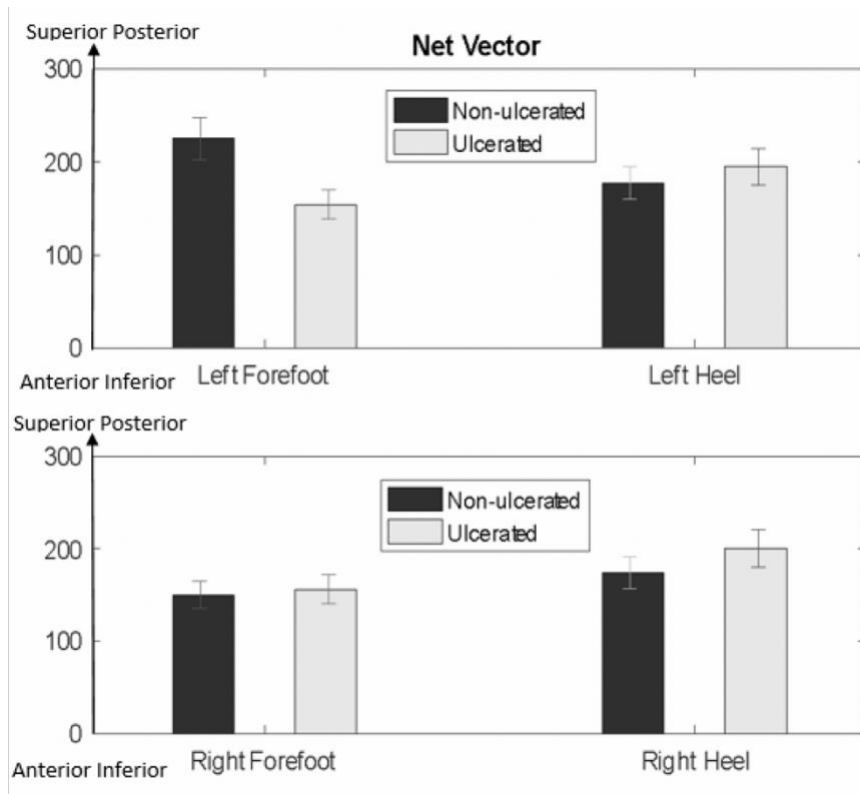 Superior Posterior
Net Vector
300
Non-ulcerated
Ulcerated
200
100
0
Left Forefoot
Left Heel
Anterior Inferior
Superior Posterior
300
Non-ulcerated
Ulcerated
200
100
0
Right Forefoot
Right Heel
Anterior Inferior